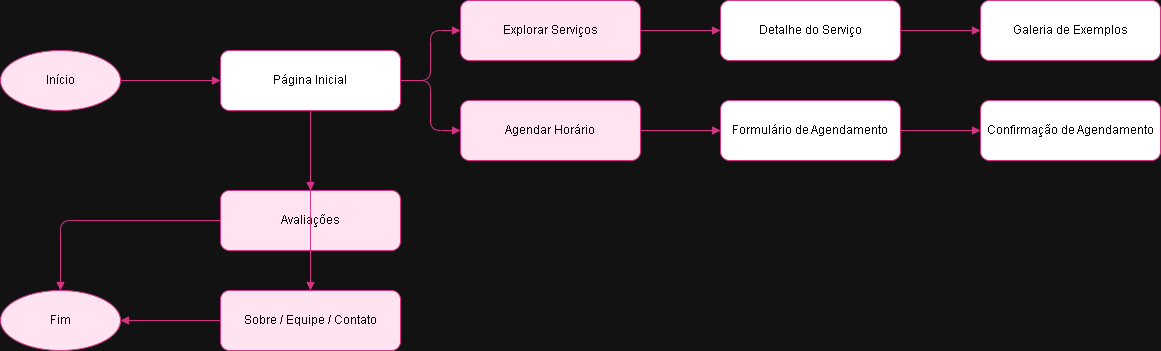 Explorar Serviços
Detalhe do Serviço
Galeria de Exemplos
Início
Página Inicial
Agendar Horário
Formulário de Agendamento
Confirmação de Agendamento
Avaliações
Fim
Sobre / Equipe / Contato